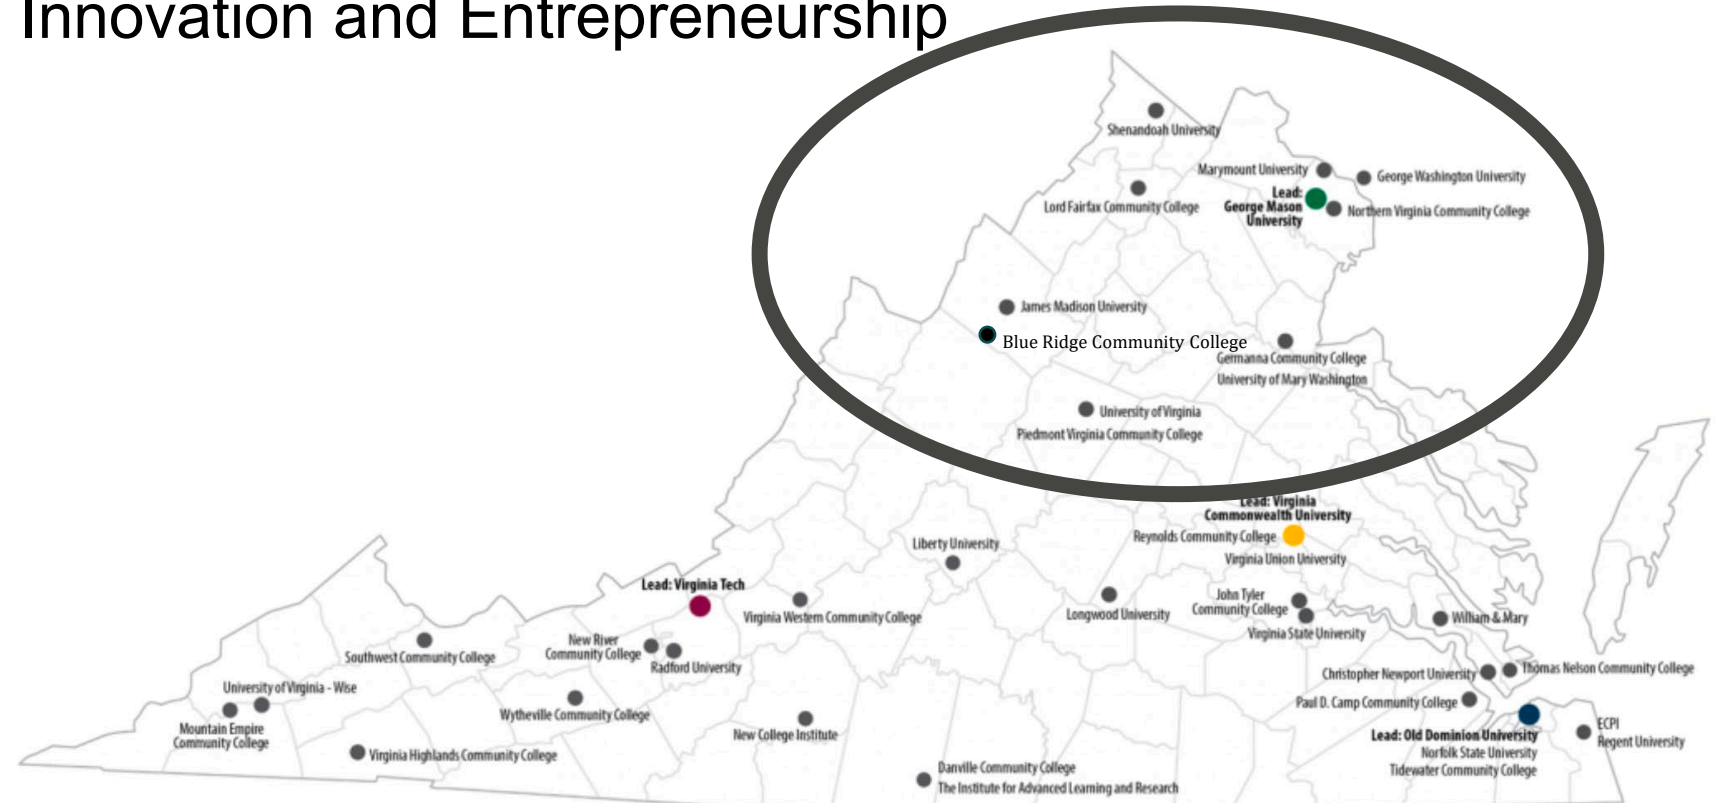 Innovation and Entrepreneurship
Shenandoah University
Marymount University
George Washington University
Lead:
George Mason
University
Northern Virginia Community College
Lord Fairfax Community College
James Madison University
Blue Ridge Community College
Germanna Community College
University of Mary Washington
University of Virginia
Piedmont Virginia Community College
Lead: Virginia
Commonwealth University
Reynolds Community College
Virginia Union University
Liberty University
Lead: Virginia Tech
Virginia Western Community College
Longwood University
John Tyler
Community College
Virginia State University
William & Mary
New River
Community College
Radford University
Southwest Community College
Christopher Newport University
Thomas Nelson Community College
University of Virginia - Wise
Mountain Empire
Community College
Wytheville Community College
Paul D. Camp Community College
New College Institute
Lead: Old Dominion University
Norfolk State University
Tidewater Community College
ECPI
Regent University
Virginia Highlands Community College
Danville Community College
The Institute for Advanced Learning and Research